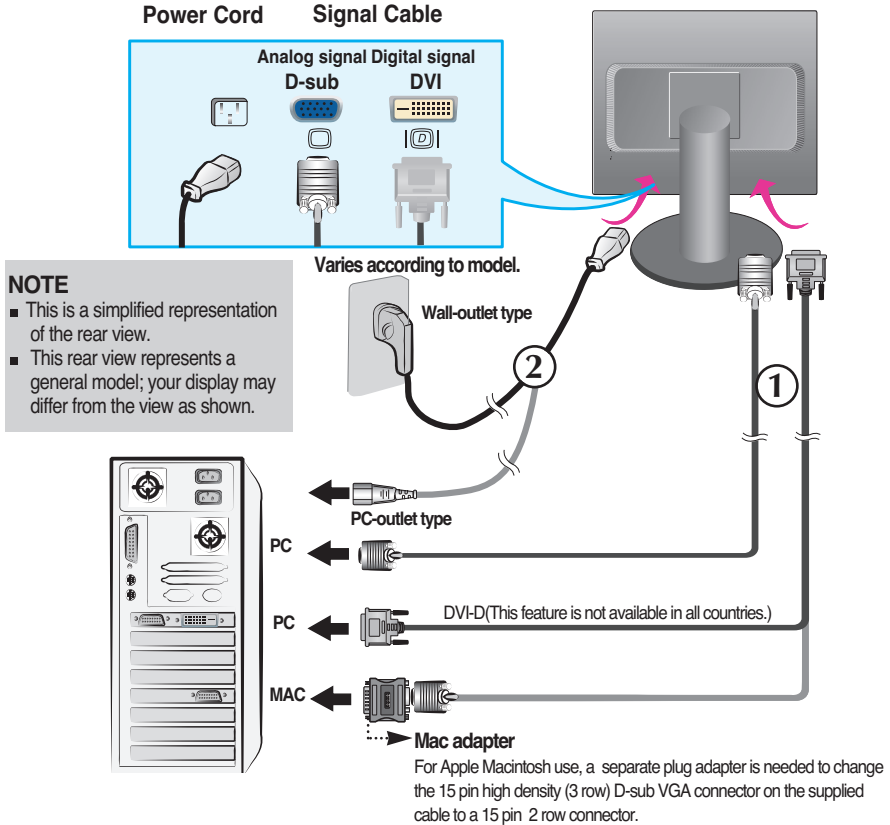 Power Cord
Signal Cable
Analog signal Digital signal
D-sub
DVI
D
Varies according to model.
NOTE
This is a simplified representation
of the rear view.
This rear view represents a
general model; your display may
differ from the view as shown.
Wall-outlet type
2
1
PC-outlet type
PC
PC
DVI-D(This feature is not available in all countries.)
MAC
Mac adapter
For Apple Macintosh use, a separate plug adapter is needed to change
the 15 pin high density (3 row) D-sub VGA connector on the supplied
cable to a 15 pin 2 row connector.